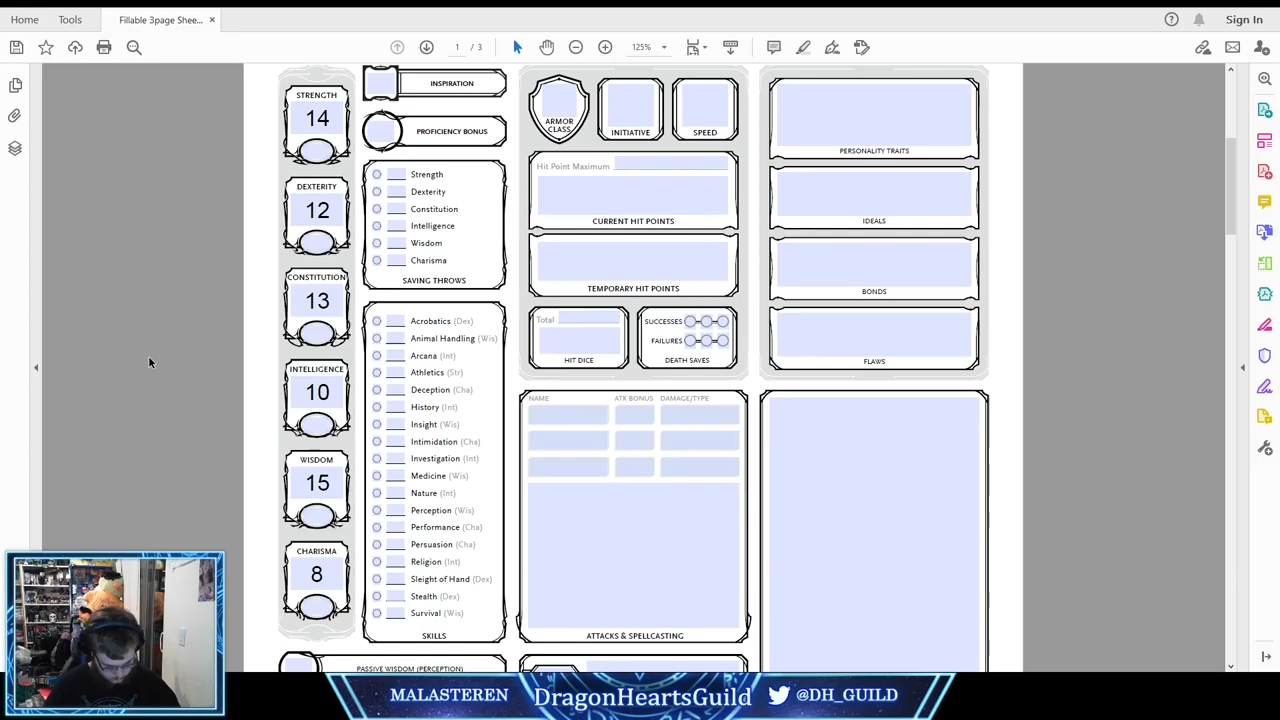 Home
Tools
Fillable 3page Shee...
Sign In
1 / 3
125%
STRENGTH
14
DEXTERITY
12
CONSTITUTION
13
INTELLIGENCE
10
WISDOM
15
CHARISMA
8
INSPIRATION
PROFICIENCY BONUS
Strength
Dexterity
Constitution
Intelligence
Wisdom
Charisma
SAVING THROWS
Acrobatics (Dex)
Animal Handling (Wis)
Arcana (Int)
Athletics (Str)
Deception (Cha)
History (Int)
Insight (Wis)
Intimidation (Cha)
Investigation (Int)
Medicine (Wis)
Nature (Int)
Perception (Wis)
Performance (Cha)
Persuasion (Cha)
Religion (Int)
Sleight of Hand (Dex)
Stealth (Dex)
Survival (Wis)
SKILLS
PASSIVE WISDOM (PERCEPTION)
ARMOR
CLASS
INITIATIVE
SPEED
Hit Point Maximum
CURRENT HIT POINTS
TEMPORARY HIT POINTS
Total
HIT DICE
SUCCESSES
FAILURES
DEATH SAVES
NAME ATK BONUS DAMAGE/TYPE
ATTACKS & SPELLCASTING
PERSONALITY TRAITS
IDEALS
BONDS
FLAWS
MALASTEREN
DragonHeartsGuild
@DH_GUILD